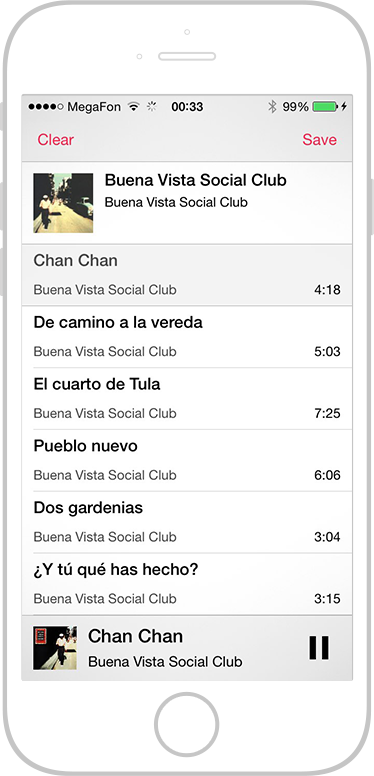 MegaFon 00:33 99%
Clear Save
Buena Vista Social Club
Buena Vista Social Club
Chan Chan
Buena Vista Social Club 4:18
De camino a la vereda
Buena Vista Social Club 5:03
El cuarto de Tula
Buena Vista Social Club 7:25
Pueblo nuevo
Buena Vista Social Club 6:06
Dos gardenias
Buena Vista Social Club 3:04
¿Y tú qué has hecho?
Buena Vista Social Club 3:15
Chan Chan
Buena Vista Social Club